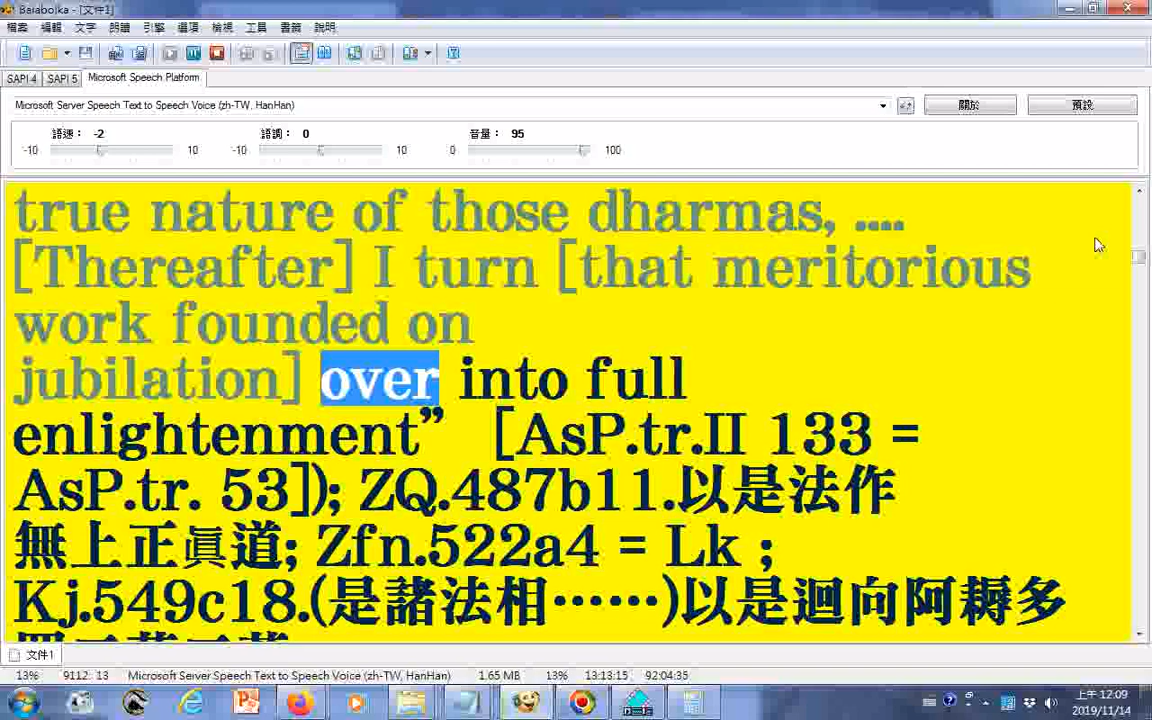 Balabolka - [文件1]
檔案 編輯 文字 朗讀 引擎 選項 檢視 工具 書籤 說明
SAPI 4 SAPI 5 Microsoft Speech Platform
Microsoft Server Speech Text to Speech Voice (zh-TW, HanHan) 關於 預設
語速： -2 語調： 0 音量： 95
-10 10 -10 10 0 100
true nature of those dharmas, ....
[Thereafter] I turn [that meritorious
work founded on
jubilation] over into full
enlightenment” [AsP.tr.II 133 =
AsP.tr. 53]); ZQ.487b11.以是法作
無上正眞道; Zfn.522a4 = Lk ;
Kj.549c18.(是諸法相……)以是迴向阿耨多
文件1
13% 9112: 13 Microsoft Server Speech Text to Speech Voice (zh-TW, HanHan) 1.65 MB 13% 13:13:15 92:04:35
上午 12:09
2019/11/14